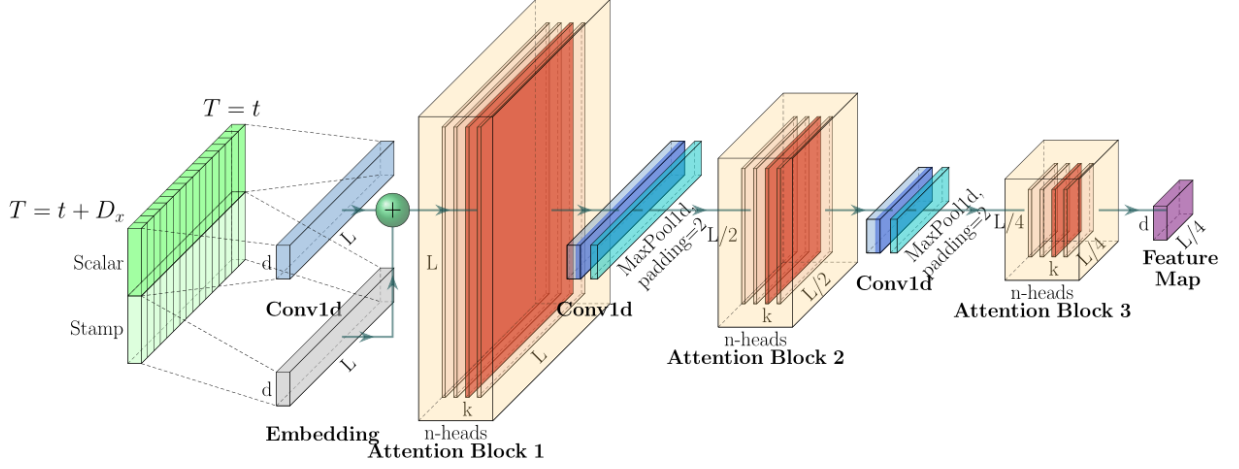 T = t
T = t + Dₓ
Scalar
Stamp
d
L
Conv1d
d
L
Embedding
+
L
k
L
n-heads
Attention Block 1
Conv1d
MaxPool1d,
padding=2
L/2
k
L/2
n-heads
Attention Block 2
Conv1d
MaxPool1d,
padding=2
L/4
k
L/4
n-heads
Attention Block 3
d
L/4
Feature
Map